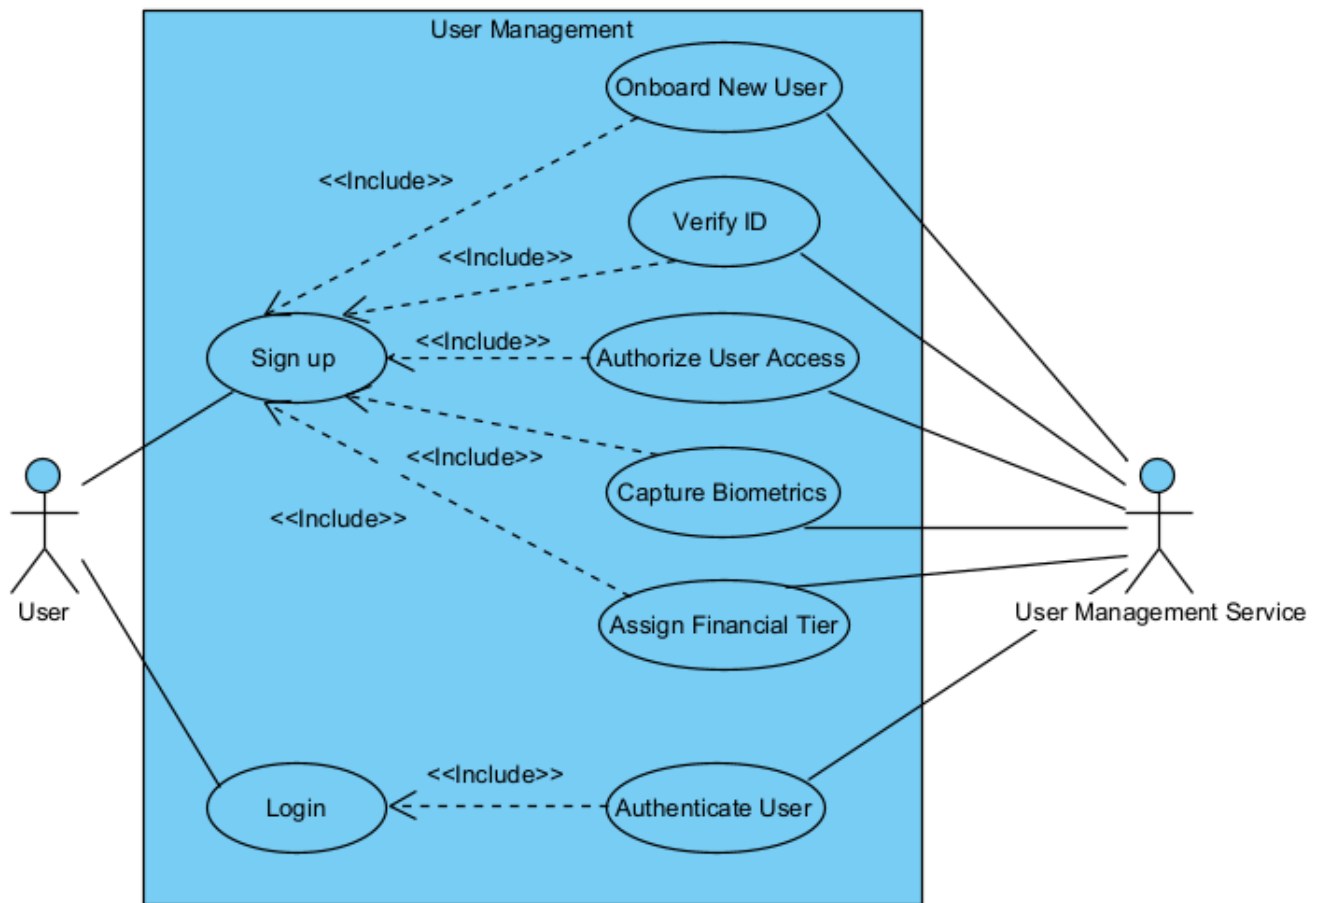 User Management
Onboard New User
<<Include>>
Verify ID
<<Include>>
<<Include>>
Sign up
Authorize User Access
<<Include>>
Capture Biometrics
<<Include>>
User
Assign Financial Tier
User Management Service
<<Include>>
Login
Authenticate User